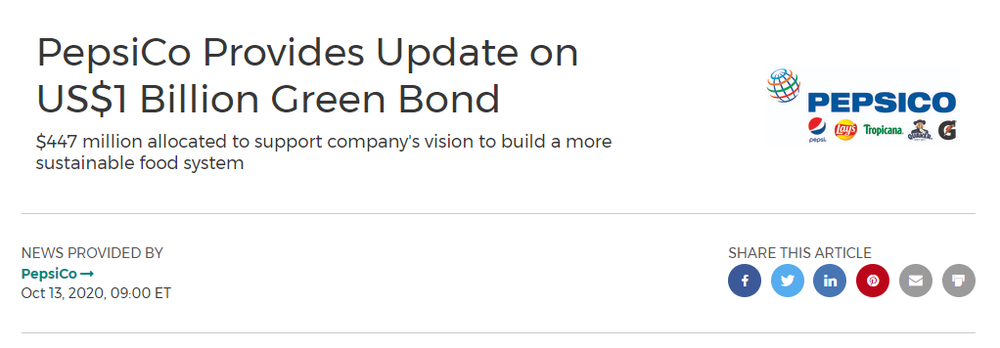 PepsiCo Provides Update on
US$1 Billion Green Bond
$447 million allocated to support company's vision to build a more
sustainable food system
PEPSICO
pepsi
Lay's
Tropicana
QUAKER
G
NEWS PROVIDED BY
PepsiCo
Oct 13, 2020, 09:00 ET
SHARE THIS ARTICLE
f
in